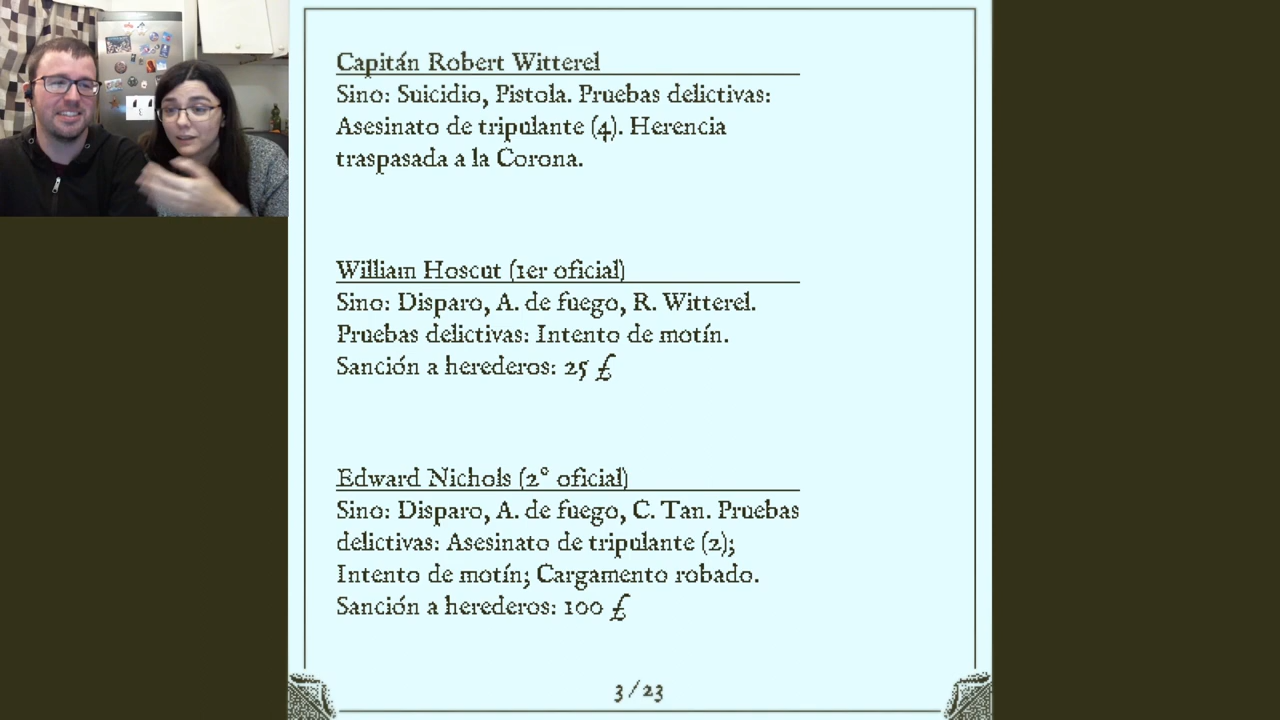 Capitán Robert Witterel
Sino: Suicidio, Pistola. Pruebas delictivas:
Asesinato de tripulante (4). Herencia
traspasada a la Corona.
William Hoscut (1er oficial)
Sino: Disparo, A. de fuego, R. Witterel.
Pruebas delictivas: Intento de motín.
Sanción a herederos: 25 £
Edward Nichols (2º oficial)
Sino: Disparo, A. de fuego, C. Tan. Pruebas
delictivas: Asesinato de tripulante (2);
Intento de motín; Cargamento robado.
Sanción a herederos: 100 £
3 / 23